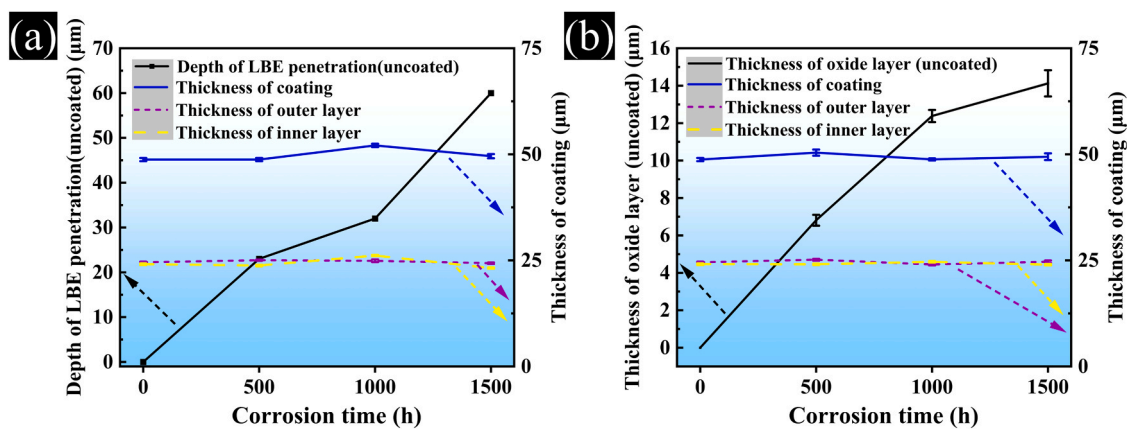 (a)
Depth of LBE penetration(uncoated) (μm)
70
60
50
40
30
20
10
0
Depth of LBE penetration(uncoated)
Thickness of coating
Thickness of outer layer
Thickness of inner layer
75
50
25
0
Thickness of coating (μm)
0 500 1000 1500
Corrosion time (h)
(b)
Thickness of oxide layer (uncoated) (μm)
16
14
12
10
8
6
4
2
0
Thickness of oxide layer (uncoated)
Thickness of coating
Thickness of outer layer
Thickness of inner layer
75
50
25
0
Thickness of coating (μm)
0 500 1000 1500
Corrosion time (h)